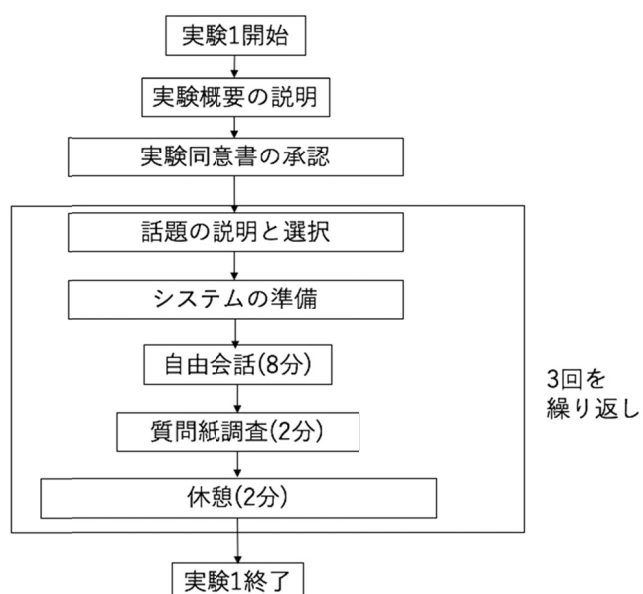 実験1開始
実験概要の説明
実験同意書の承認
話題の説明と選択
システムの準備
自由会話(8分)
質問紙調査(2分)
休憩(2分)
3回を
繰り返し
実験1終了